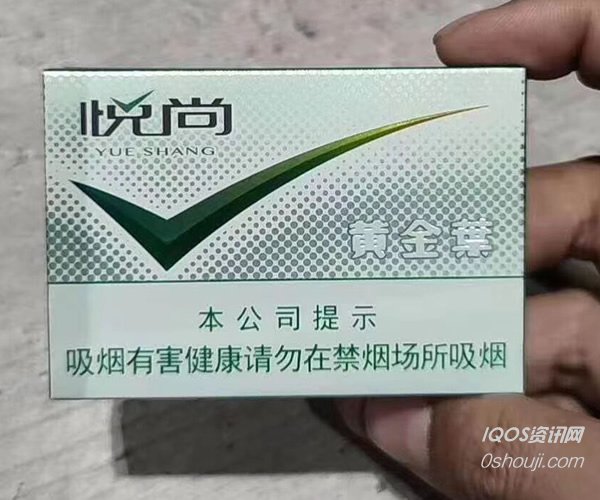 悦尚
YUE SHANG
黄金葉
本公司提示
吸烟有害健康请勿在禁烟场所吸烟
IQOS资讯网
0shouji.com